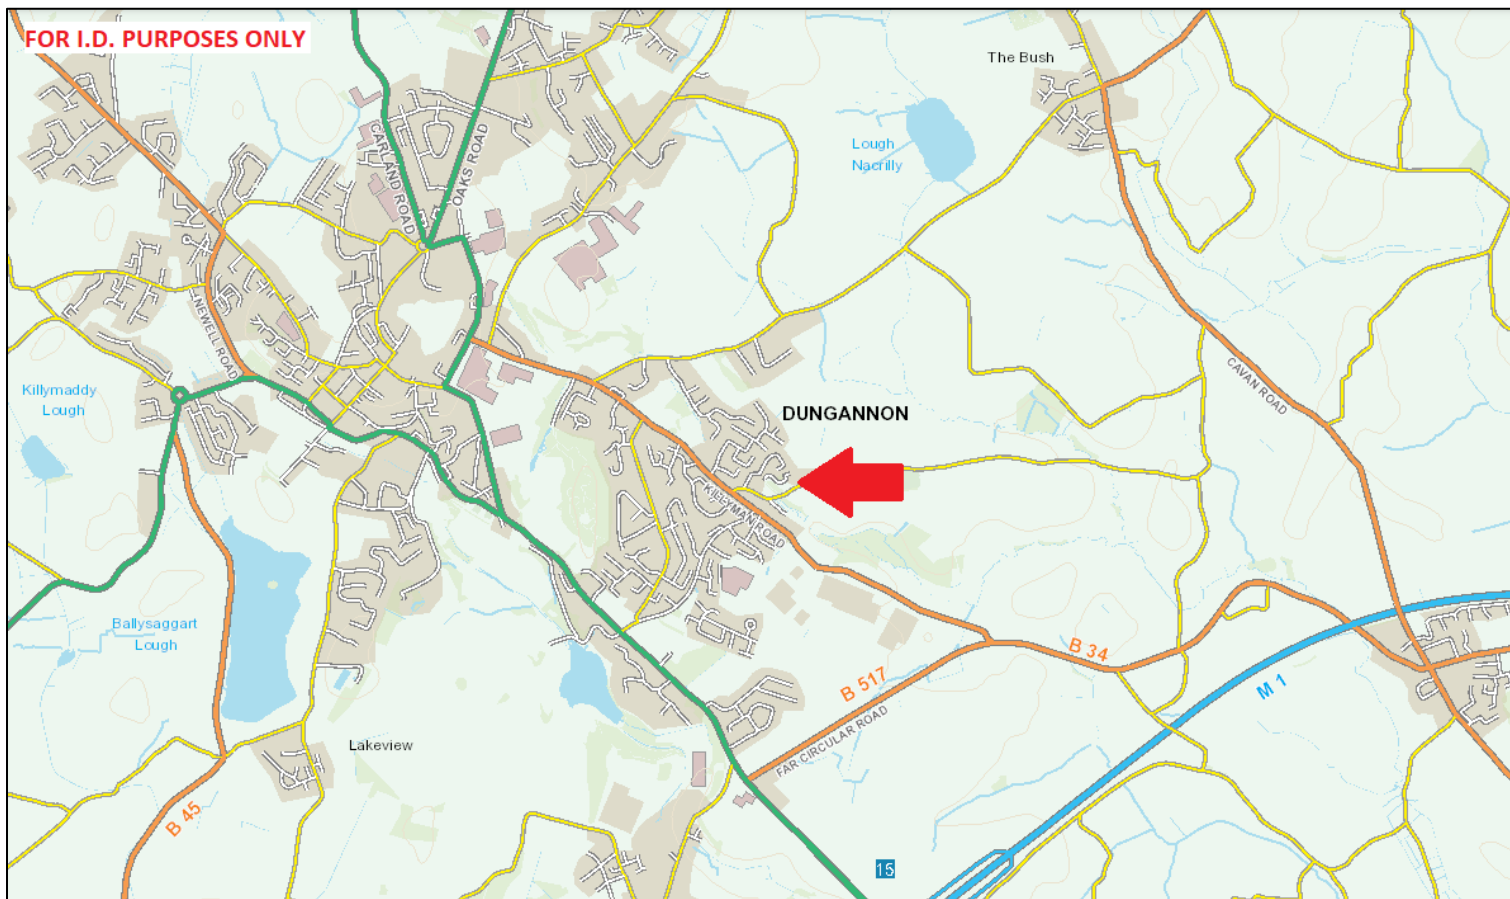 FOR I.D. PURPOSES ONLY
The Bush
CARLAND ROAD
OAKS ROAD
Lough
Nacrilly
NEWELL ROAD
Killymaddy
Lough
CAVAN ROAD
DUNGANNON
KILLYMAN ROAD
Ballysaggart
Lough
B 34
B 517
M 1
FAR CIRCULAR ROAD
Lakeview
B 45
15